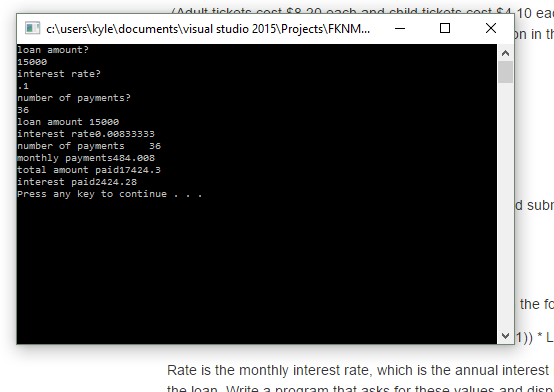 (Adult tickets cost $8.20 each and child tickets cost $4.10 eac
c:\users\kyle\documents\visual studio 2015\Projects\FKNM...
on in th
loan amount?
15000
interest rate?
.1
number of payments?
36
loan amount 15000
interest rate0.00833333
number of payments    36
monthly payments484.008
total amount paid17424.3
interest paid2424.28
Press any key to continue . . .
d subm
the fo
1)) * L
Rate is the monthly interest rate, which is the annual interest
the loan. Write a program that asks for these values and disp